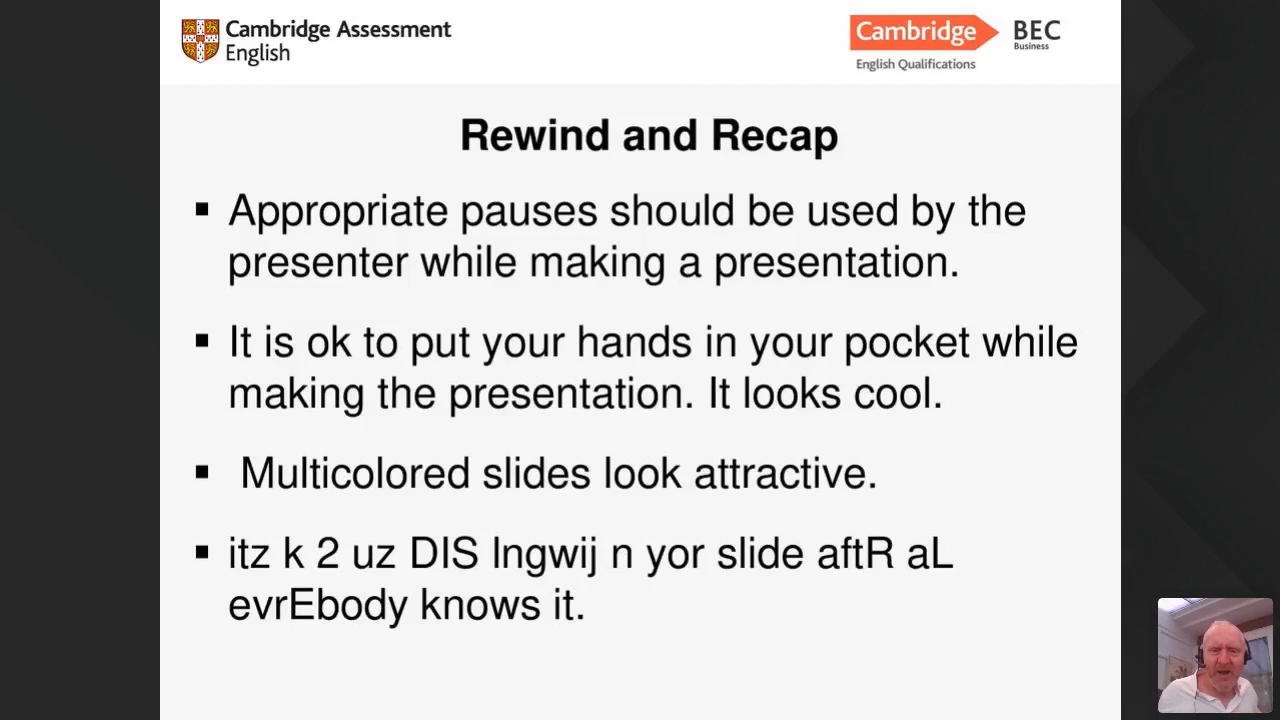 Cambridge Assessment
English
Cambridge
English Qualifications
BEC
Business
Rewind and Recap
Appropriate pauses should be used by the
presenter while making a presentation.
It is ok to put your hands in your pocket while
making the presentation. It looks cool.
Multicolored slides look attractive.
itz k 2 uz DIS lngwij n yor slide aftR aL
evrEbody knows it.